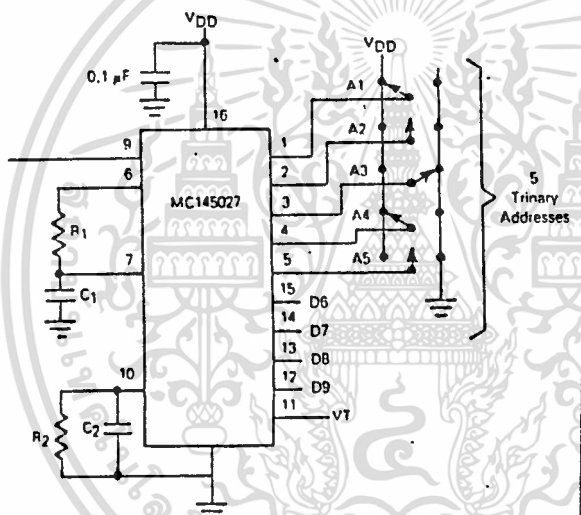 VDD
0.1 µF
16
9
6
R1
7
C1
10
R2
C2
MC145027
1
2
3
4
5
15
14
13
12
11
D6
D7
D8
D9
VT
VDD
A1
A2
A3
A4
A5
5
Trinary
Addresses